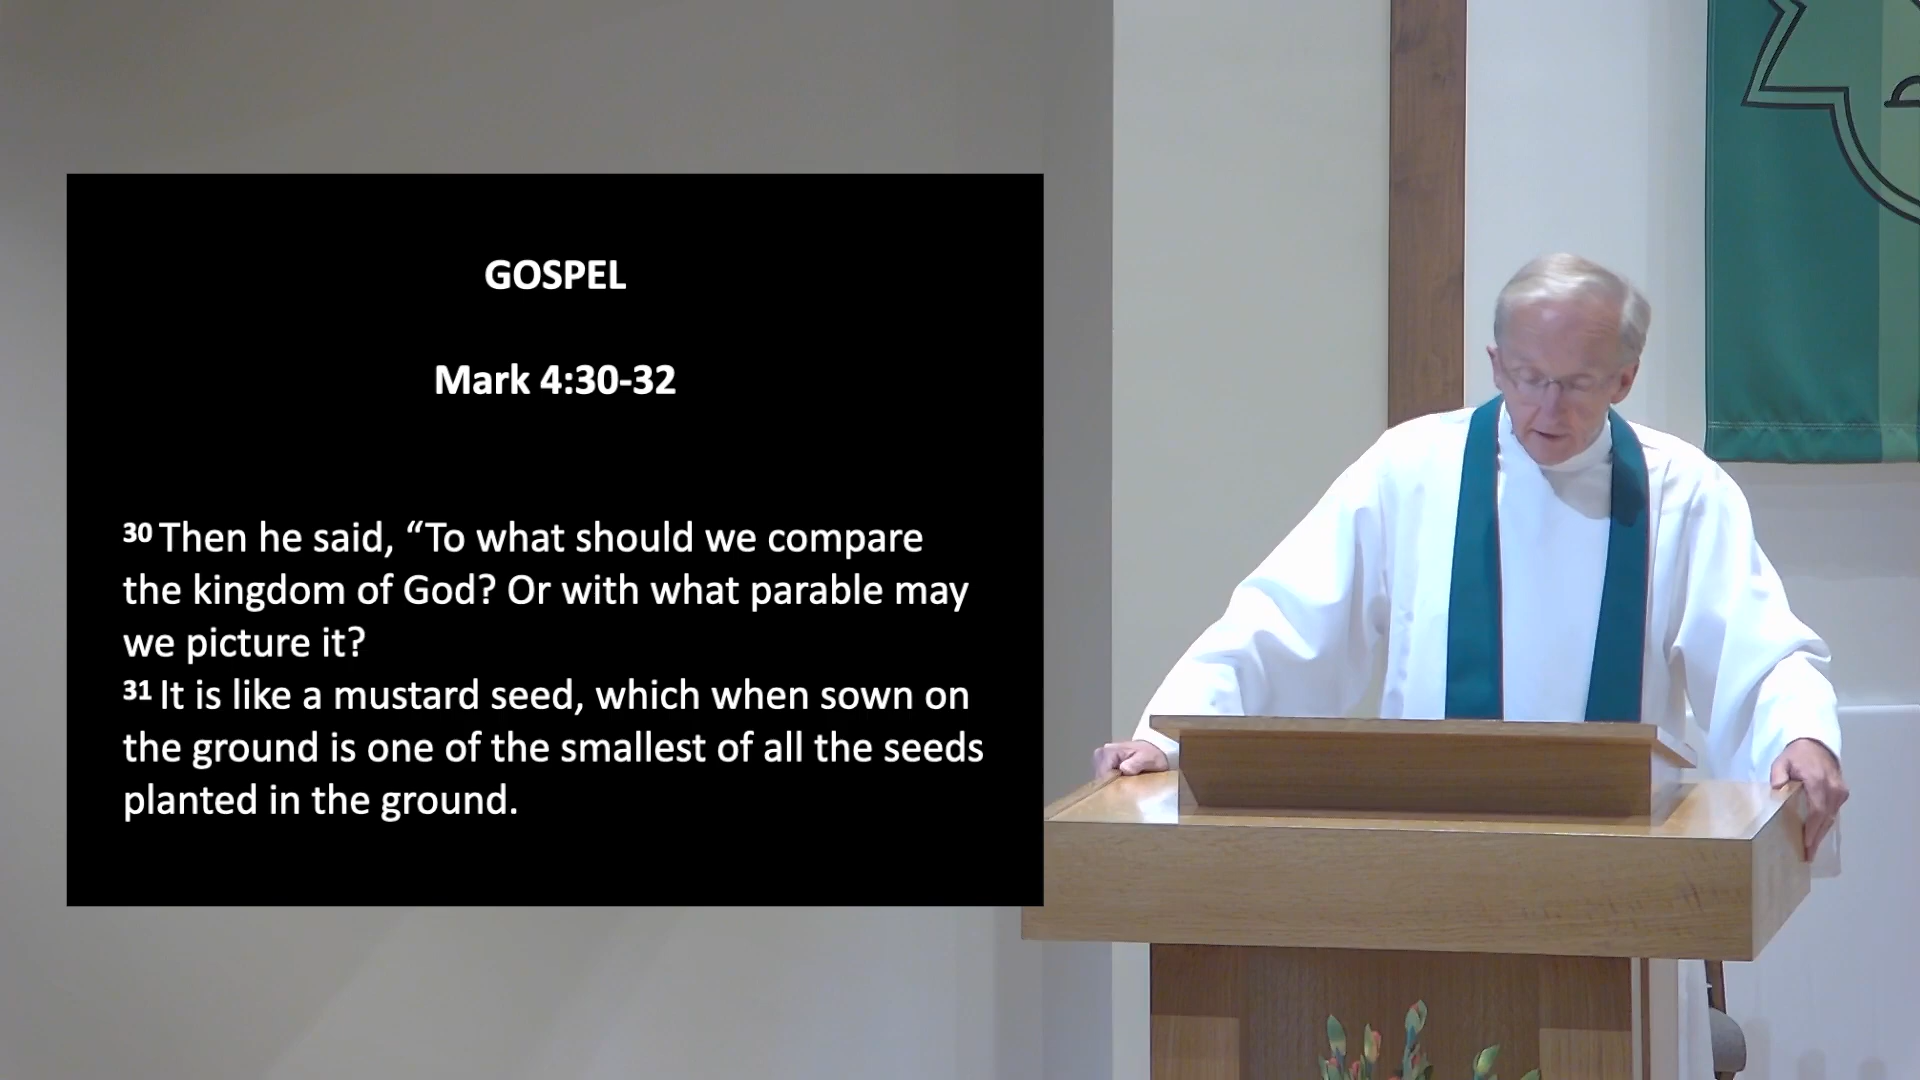 GOSPEL
Mark 4:30-32
30 Then he said, “To what should we compare
the kingdom of God? Or with what parable may
we picture it?
31 It is like a mustard seed, which when sown on
the ground is one of the smallest of all the seeds
planted in the ground.